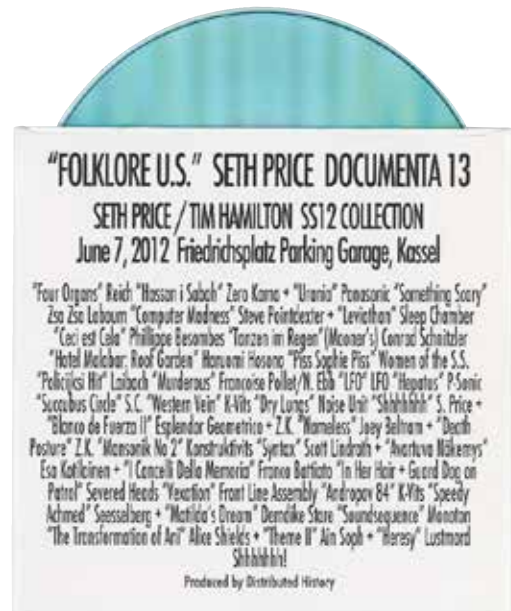 "FOLKLORE U.S." SETH PRICE DOCUMENTA 13
SETH PRICE / TIM HAMILTON SS12 COLLECTION
June 7, 2012 Friedrichsplatz Parking Garage, Kassel
"Four Organs" Reich "Hassan i Sabah" Zero Kama + "Urania" Panasonic "Something Scary"
Zsa Zsa Laboum "Computer Madness" Steve Pointdexter + "Leviathan" Sleep Chamber
"Ceci est Cela" Philippe Besombes "Tanzen im Regen" (Mooner's) Conrad Schnitzler
"Hotel Malabar, Roof Garden" Haruomi Hosono "Piss Sophie Piss" Women of the S.S.
"Policijksi Hit" Laibach "Murderous" Francoise Pollet/N. Ebb "LFO" LFO "Hepatus" P-Sonic
"Succubus Circle" S.C. "Western Vein" K-Vits "Dry Lungs" Noise Unit "Shhhhhhh" S. Price +
"Blanco de Fuerza II" Esplendor Geometrico + Z.K. "Nameless" Joey Beltram + "Death
Posture" Z.K. "Mansonik No 2" Konstruktivits "Syntax" Scott Lindroth + "Avartuva Näkemys"
Esa Kotilainen + "I Cancelli Della Memoria" Franco Battiato "In Her Hair + Guard Dog on
Patrol" Severed Heads "Vexation" Front Line Assembly "Andropov 84" K-Vits "Speedy
Achmed" Seesselberg + "Matilda's Dream" Demdike Stare "Soundsequence" Monoton
"The Transformation of Ani" Alice Shields + "Theme II" Ain Soph + "Heresy" Lustmord
Shhhhhhh!
Produced by Distributed History